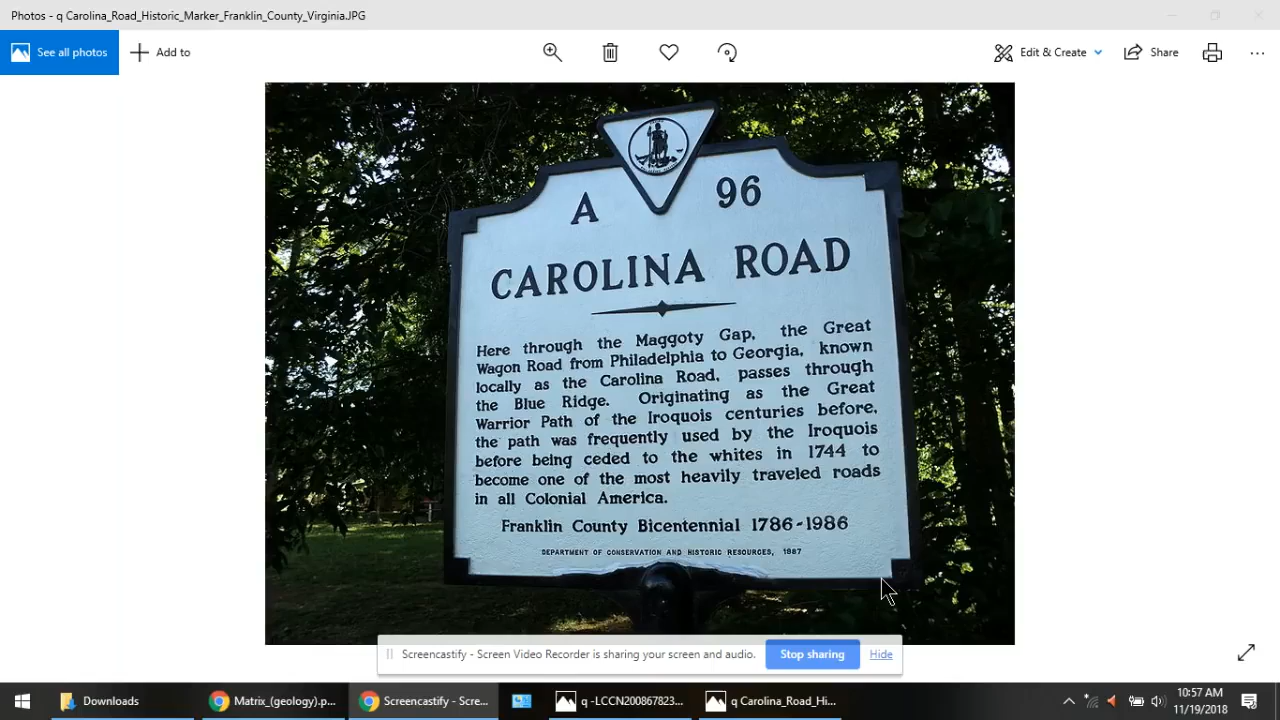 Photos - q Carolina_Road_Historic_Marker_Franklin_County_Virginia.JPG
See all photos
Add to
Edit & Create
Share
A 96
CAROLINA ROAD
Here through the Maggoty Gap, the Great
Wagon Road from Philadelphia to Georgia, known
locally as the Carolina Road, passes through
the Blue Ridge. Originating as the Great
Warrior Path of the Iroquois centuries before,
the path was frequently used by the Iroquois
before being ceded to the whites in 1744 to
become one of the most heavily traveled roads
in all Colonial America.
Franklin County Bicentennial 1786-1986
DEPARTMENT OF CONSERVATION AND HISTORIC RESOURCES, 1987
Screencastify - Screen Video Recorder is sharing your screen and audio.
Stop sharing
Hide
Downloads
Matrix_(geology).p...
Screencastify - Scre...
q -LCCN200867823...
q Carolina_Road_Hi...
10:57 AM
11/19/2018